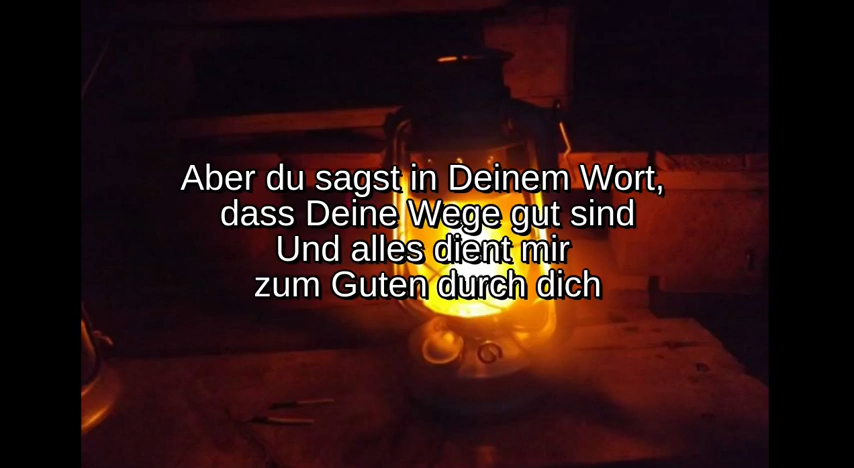 Aber du sagst in Deinem Wort,
dass Deine Wege gut sind
Und alles dient mir
zum Guten durch dich